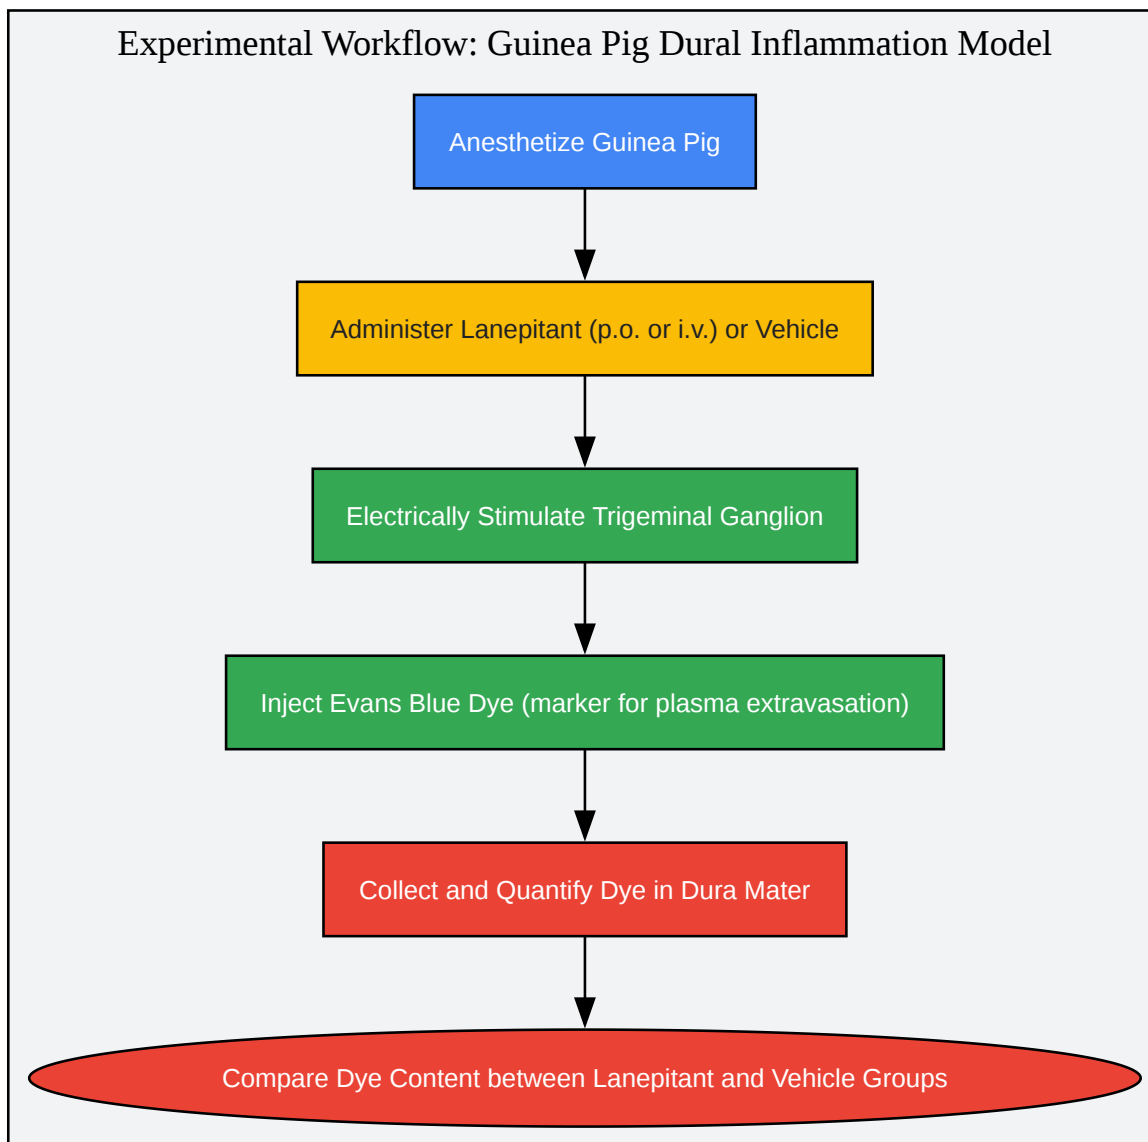 Experimental Workflow: Guinea Pig Dural Inflammation Model
Anesthetize Guinea Pig
Administer Lanepitant (p.o. or i.v.) or Vehicle
Electrically Stimulate Trigeminal Ganglion
Inject Evans Blue Dye (marker for plasma extravasation)
Collect and Quantify Dye in Dura Mater
Compare Dye Content between Lanepitant and Vehicle Groups